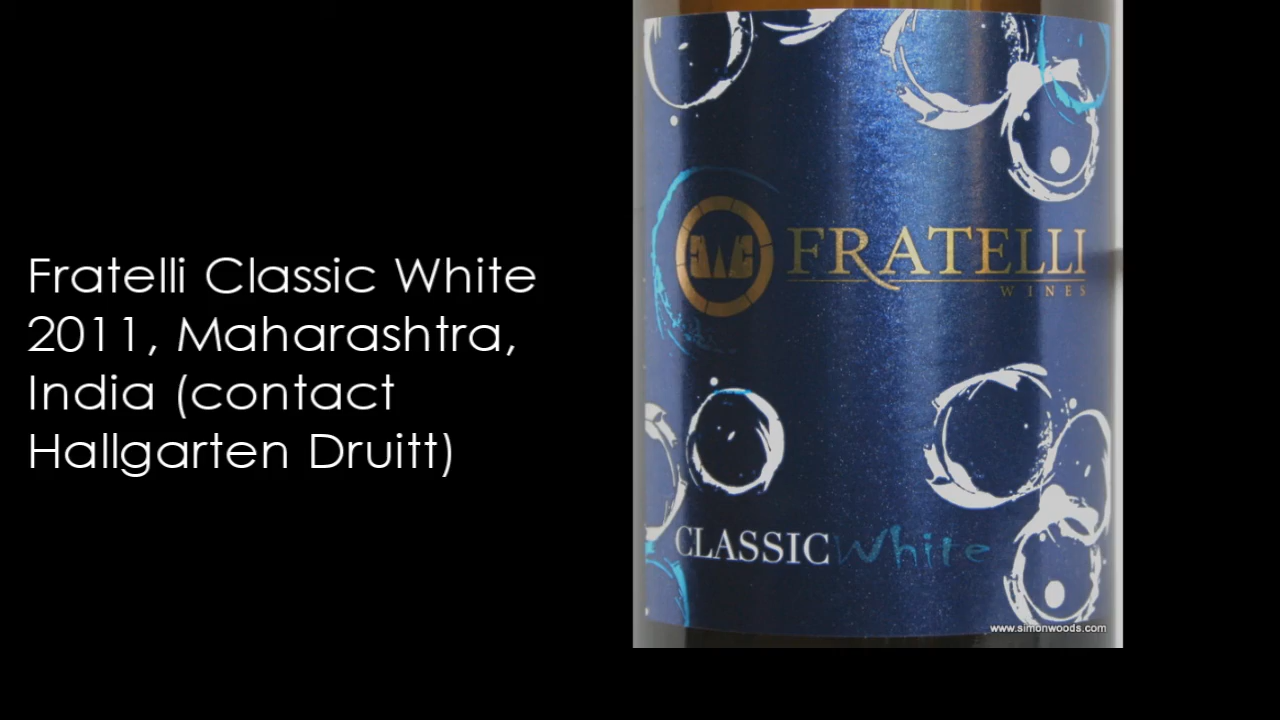 Fratelli Classic White
2011, Maharashtra,
India (contact
Hallgarten Druitt)
FRATELLI
WINES
CLASSIC White
www.simonwoods.com